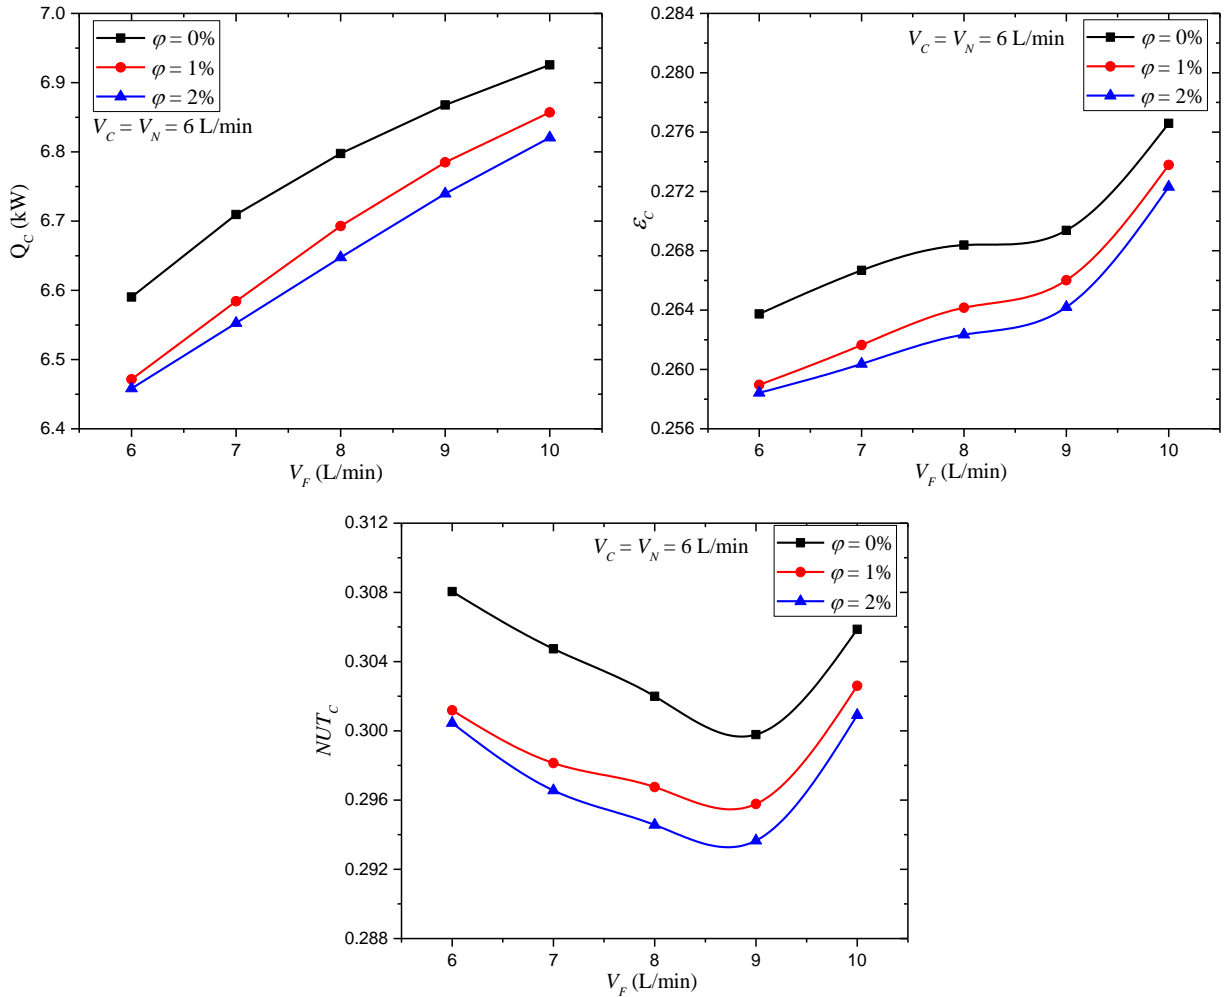 7.0
6.9
6.8
6.7
6.6
6.5
6.4
Q_C (kW)
φ = 0%
φ = 1%
φ = 2%
V_C = V_N = 6 L/min
6 7 8 9 10
V_F (L/min)
0.284
0.280
0.276
0.272
0.268
0.264
0.260
0.256
ε_C
V_C = V_N = 6 L/min
φ = 0%
φ = 1%
φ = 2%
6 7 8 9 10
V_F (L/min)
0.312
0.308
0.304
0.300
0.296
0.292
0.288
NUT_C
V_C = V_N = 6 L/min
φ = 0%
φ = 1%
φ = 2%
6 7 8 9 10
V_F (L/min)